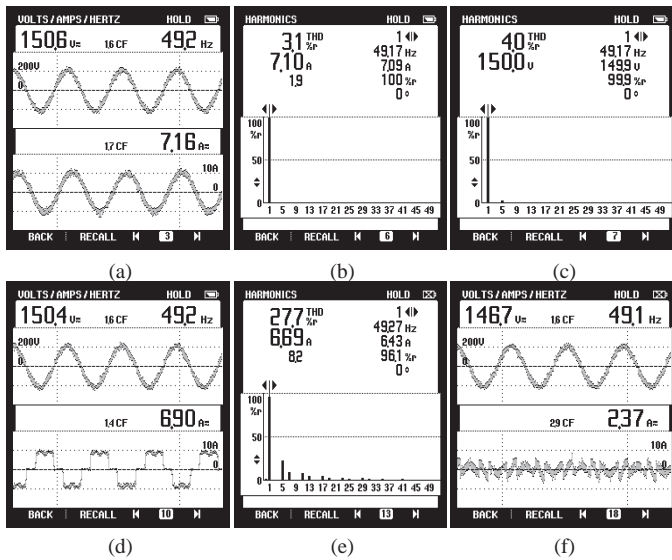 VOLTS/AMPS/HERTZ HOLD
150,6 V≂ 1,6 CF 49,2 Hz
200V
0
1,7 CF 7,16 A≂
10A
0
BACK RECALL 3
(a)
HARMONICS HOLD
3,1 THD %r 1
49,17 Hz
7,10 A 7,09 A
1,9 100 %r
0 °
100
%r
50
0
1 5 9 13 17 21 25 29 33 37 41 45 49
BACK RECALL 6
(b)
HARMONICS HOLD
4,0 THD %r 1
49,17 Hz
150,0 V 149,9 V
99,9 %r
0 °
100
%r
50
0
1 5 9 13 17 21 25 29 33 37 41 45 49
BACK RECALL 7
(c)
VOLTS/AMPS/HERTZ HOLD
150,4 V≂ 1,6 CF 49,2 Hz
200V
0
1,4 CF 6,90 A≂
10A
0
BACK RECALL 10
(d)
HARMONICS HOLD
27,7 THD %r 1
49,27 Hz
6,69 A 6,43 A
8,2 96,1 %r
0 °
100
%r
50
0
1 5 9 13 17 21 25 29 33 37 41 45 49
BACK RECALL 13
(e)
VOLTS/AMPS/HERTZ HOLD
146,7 V≂ 1,6 CF 49,1 Hz
200V
0
2,9 CF 2,37 A≂
10A
0
BACK RECALL 18
(f)